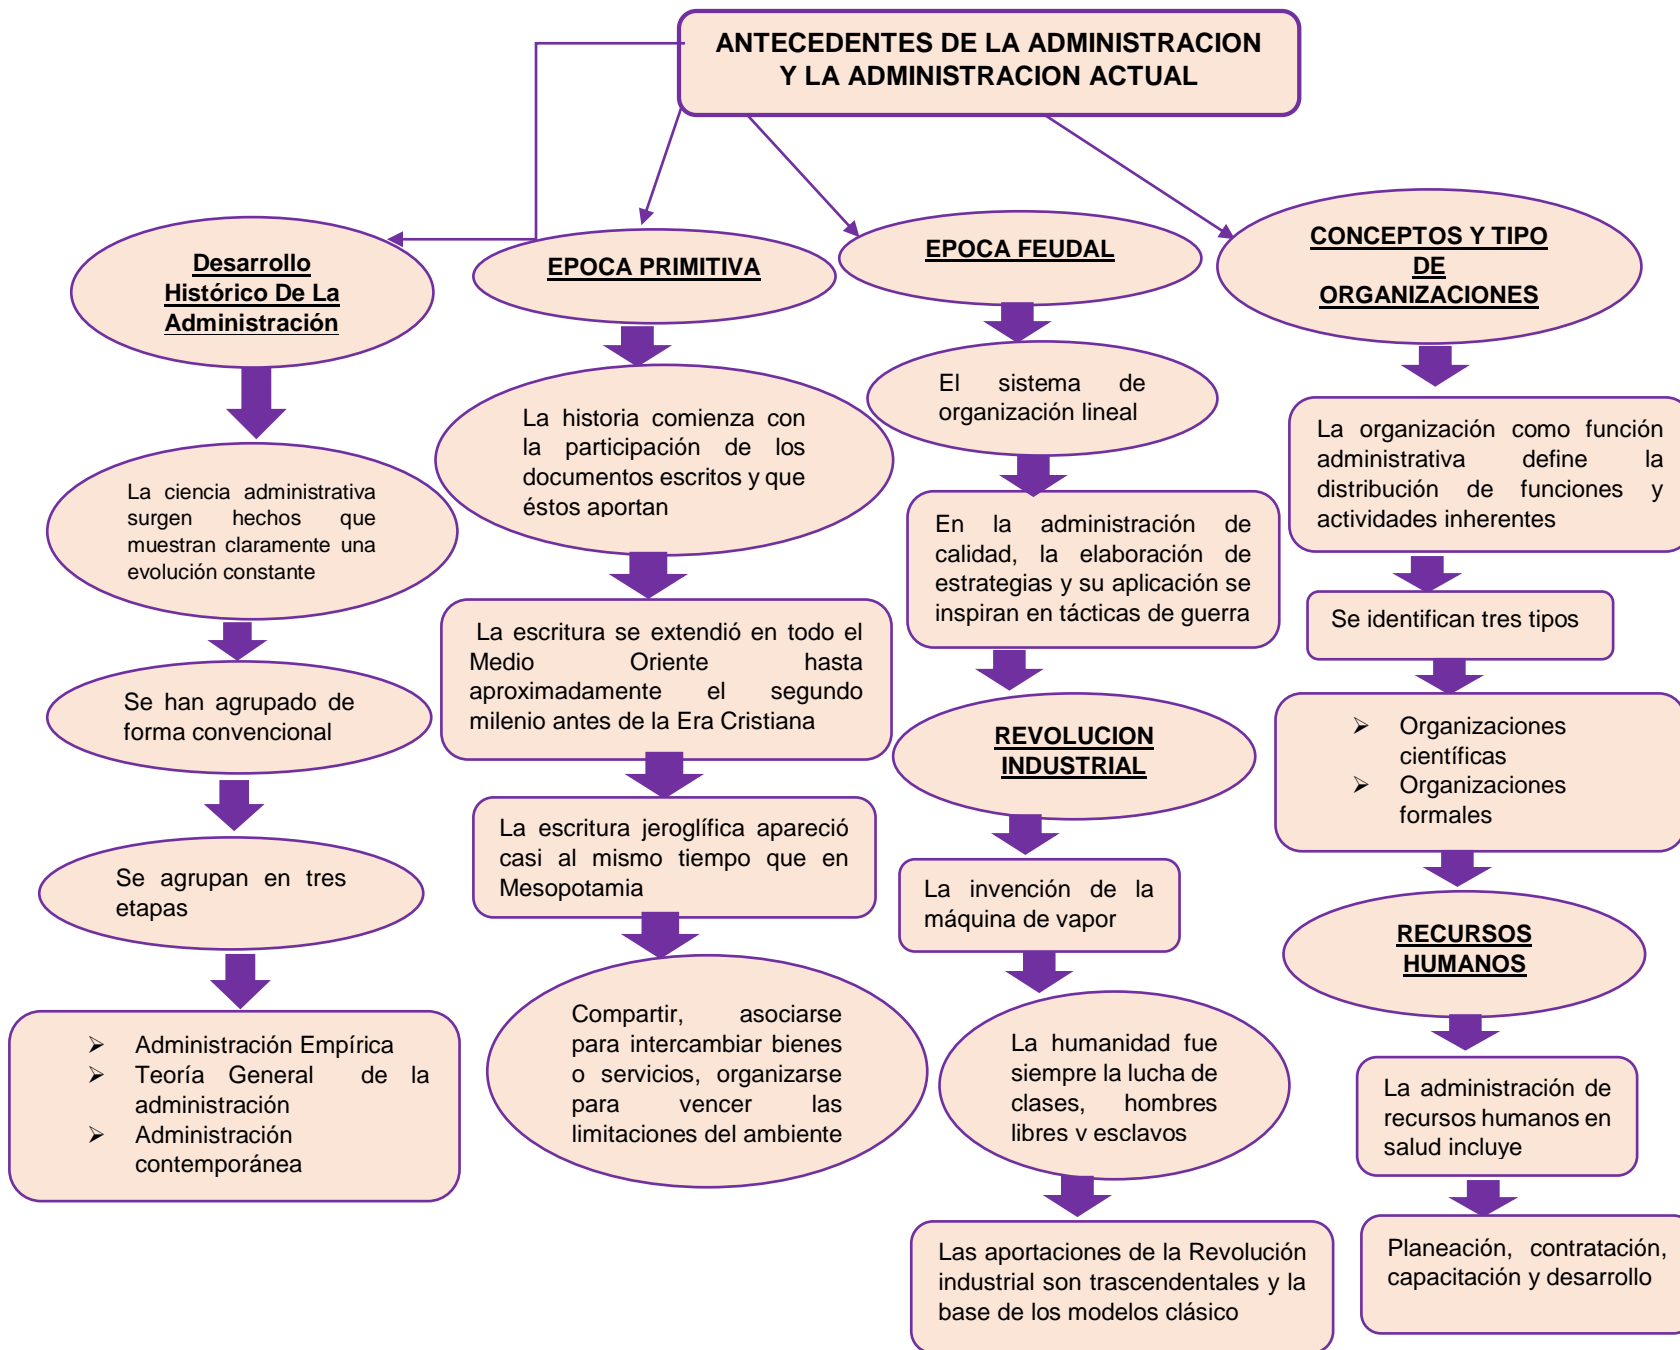 ANTECEDENTES DE LA ADMINISTRACION
Y LA ADMINISTRACION ACTUAL
Desarrollo
Histórico De La
Administración
La ciencia administrativa
surgen hechos que
muestran claramente una
evolución constante
Se han agrupado de
forma convencional
Se agrupan en tres
etapas
➢ Administración Empírica
➢ Teoría General de la
administración
➢ Administración
contemporánea
EPOCA PRIMITIVA
La historia comienza con
la participación de los
documentos escritos y que
éstos aportan
La escritura se extendió en todo el
Medio Oriente hasta
aproximadamente el segundo
milenio antes de la Era Cristiana
La escritura jeroglífica apareció
casi al mismo tiempo que en
Mesopotamia
Compartir, asociarse
para intercambiar bienes
o servicios, organizarse
para vencer las
limitaciones del ambiente
EPOCA FEUDAL
El sistema de
organización lineal
En la administración de
calidad, la elaboración de
estrategias y su aplicación se
inspiran en tácticas de guerra
REVOLUCION
INDUSTRIAL
La invención de la
máquina de vapor
La humanidad fue
siempre la lucha de
clases, hombres
libres y esclavos
Las aportaciones de la Revolución
industrial son trascendentales y la
base de los modelos clásico
CONCEPTOS Y TIPO
DE
ORGANIZACIONES
La organización como función
administrativa define la
distribución de funciones y
actividades inherentes
Se identifican tres tipos
➢ Organizaciones
científicas
➢ Organizaciones
formales
RECURSOS
HUMANOS
La administración de
recursos humanos en
salud incluye
Planeación, contratación,
capacitación y desarrollo